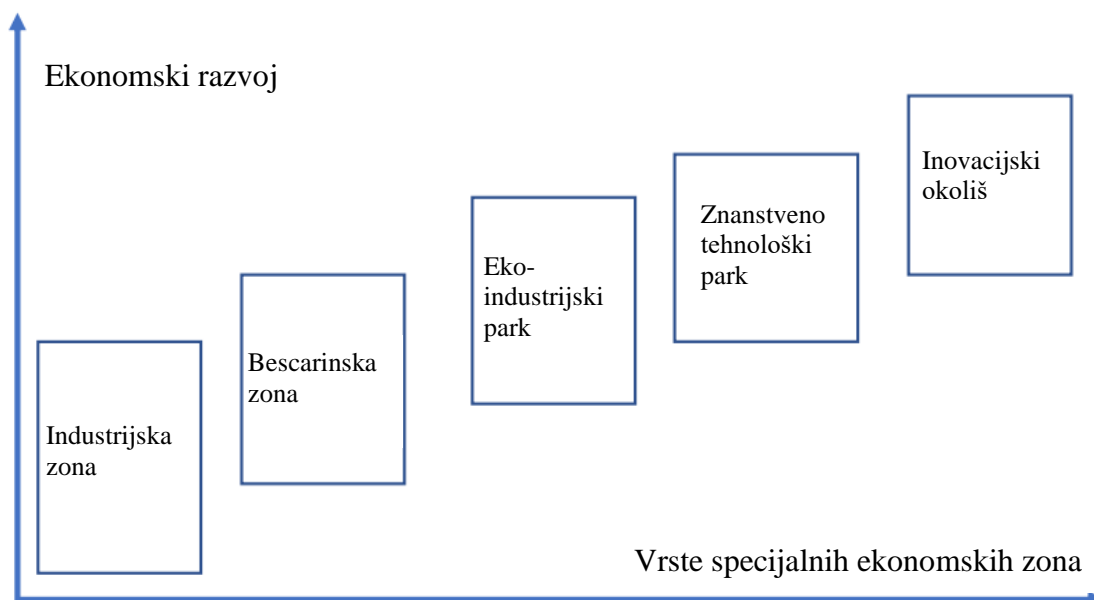 Ekonomski razvoj
Inovacijski
okoliš
Znanstveno
tehnološki
park
Eko-
industrijski
park
Bescarinska
zona
Industrijska
zona
Vrste specijalnih ekonomskih zona